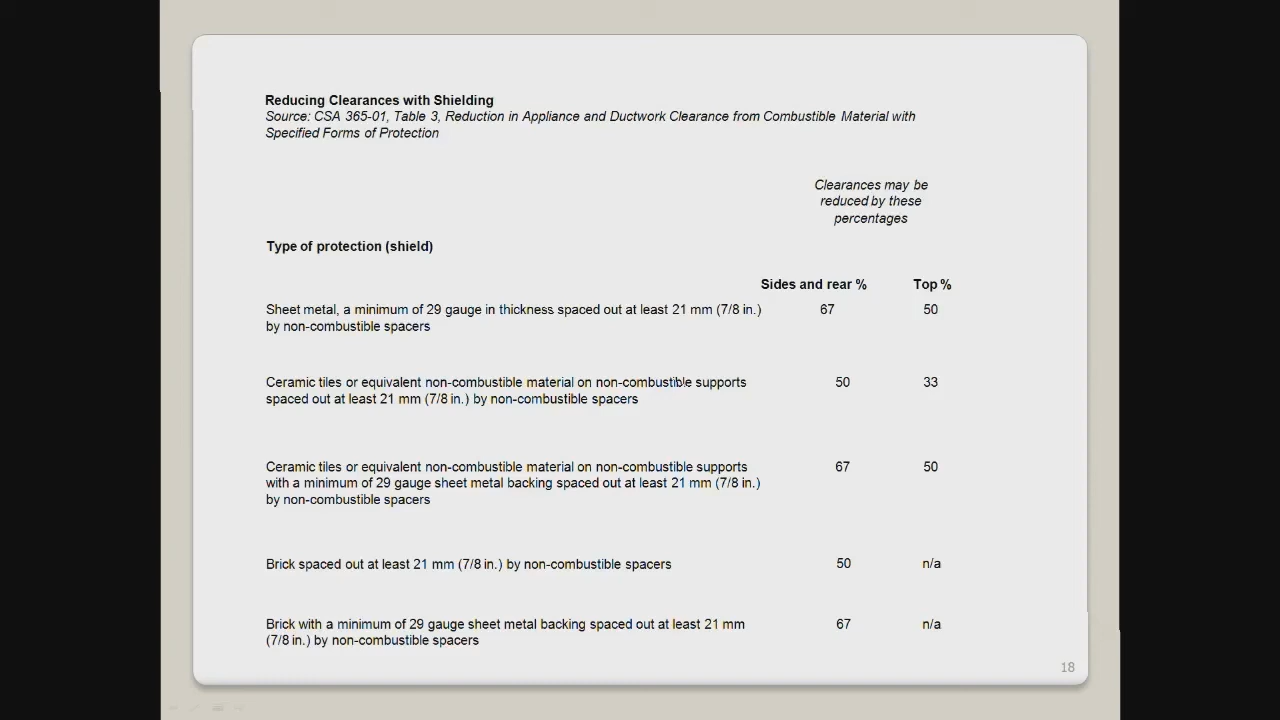 Reducing Clearances with Shielding
Source: CSA 365-01, Table 3, Reduction in Appliance and Ductwork Clearance from Combustible Material with
Specified Forms of Protection
Clearances may be
reduced by these
percentages
Type of protection (shield)
Sides and rear % Top %
Sheet metal, a minimum of 29 gauge in thickness spaced out at least 21 mm (7/8 in.) 67 50
by non-combustible spacers
Ceramic tiles or equivalent non-combustible material on non-combustible supports 50 33
spaced out at least 21 mm (7/8 in.) by non-combustible spacers
Ceramic tiles or equivalent non-combustible material on non-combustible supports 67 50
with a minimum of 29 gauge sheet metal backing spaced out at least 21 mm (7/8 in.)
by non-combustible spacers
Brick spaced out at least 21 mm (7/8 in.) by non-combustible spacers 50 n/a
Brick with a minimum of 29 gauge sheet metal backing spaced out at least 21 mm 67 n/a
(7/8 in.) by non-combustible spacers
18